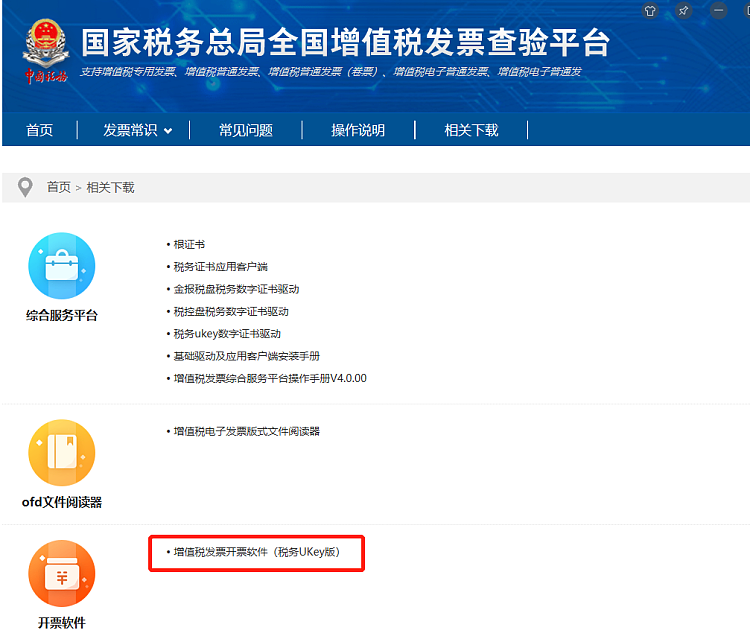 国家税务总局全国增值税发票查验平台
中国税务
支持增值税专用发票、增值税普通发票、增值税普通发票（卷票）、增值税电子普通发票、增值税电子普通发
首页 发票常识 常见问题 操作说明 相关下载
首页 > 相关下载
• 根证书
• 税务证书应用客户端
• 金报税盘税务数字证书驱动
• 税控盘税务数字证书驱动
• 税务ukey数字证书驱动
• 基础驱动及应用客户端安装手册
• 增值税发票综合服务平台操作手册V4.0.00
综合服务平台
• 增值税电子发票版式文件阅读器
ofd文件阅读器
• 增值税发票开票软件（税务UKey版）
开票软件